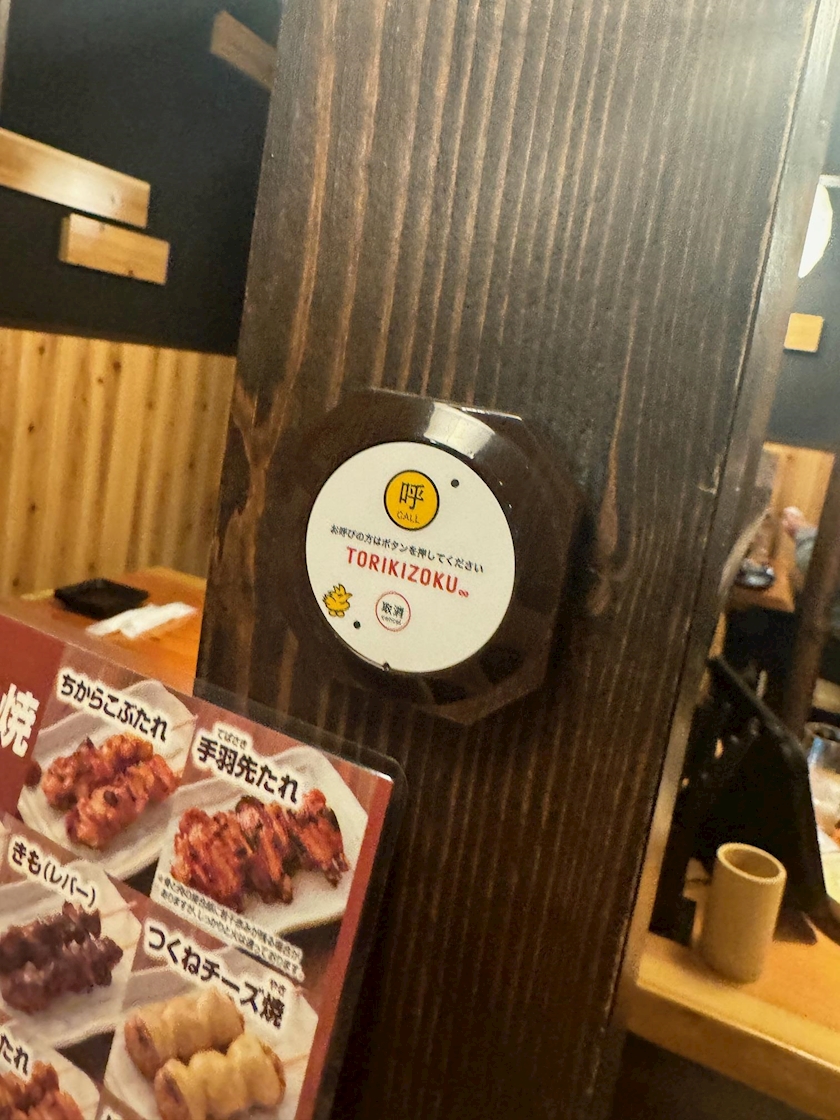 呼
CALL
お呼びの方はボタンを押してください
TORIKIZOKU∞
取消
cancel
焼
ちからこぶたれ
てばさき
手羽先たれ
きも(レバー)
やき
つくねチーズ焼
たれ